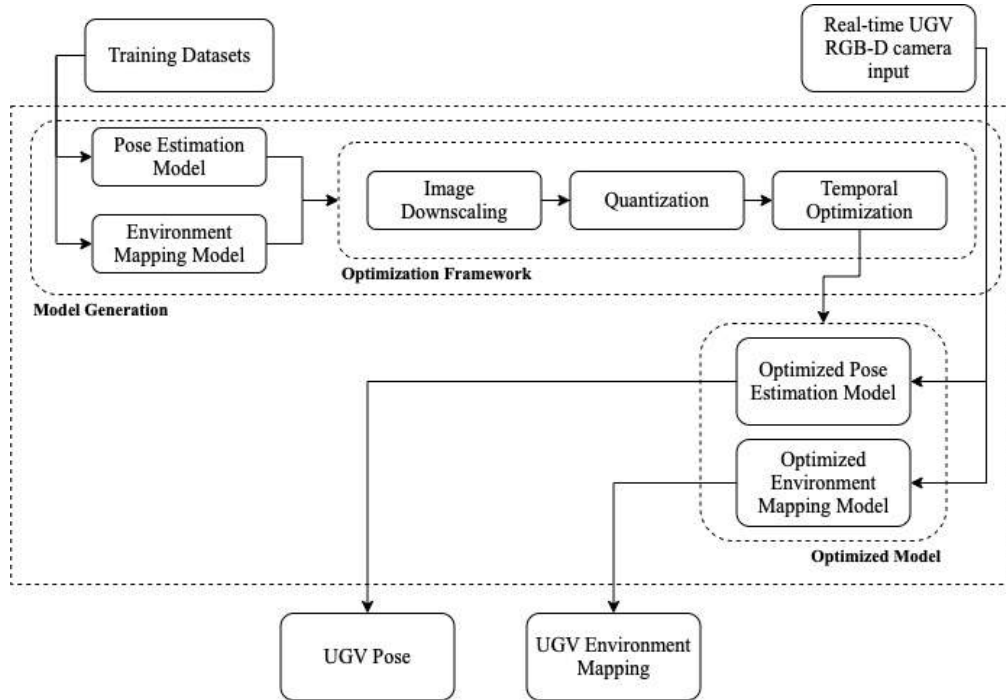 Training Datasets
Real-time UGV
RGB-D camera
input
Pose Estimation
Model
Environment
Mapping Model
Image
Downscaling
Quantization
Temporal
Optimization
Optimization Framework
Model Generation
Optimized Pose
Estimation Model
Optimized
Environment
Mapping Model
Optimized Model
UGV Pose
UGV Environment
Mapping